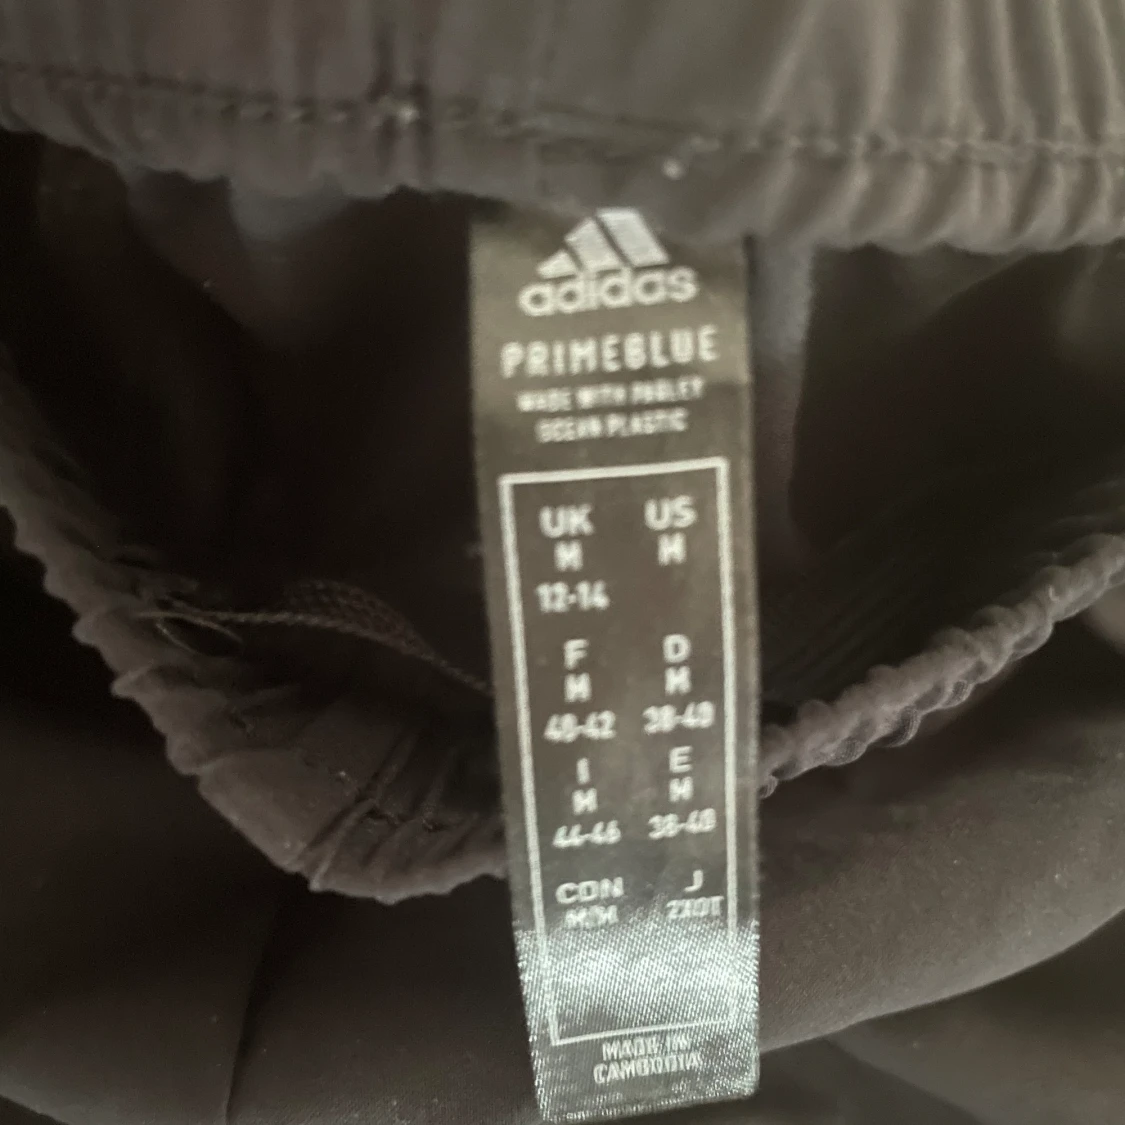 adidas
PRIMEBLUE
MADE WITH PARLEY
OCEAN PLASTIC
UK US
M M
12-14
F D
M M
40-42 38-40
I E
M M
44-46 38-40
CDN J
M/M 2XOT
MADE IN
CAMBODIA